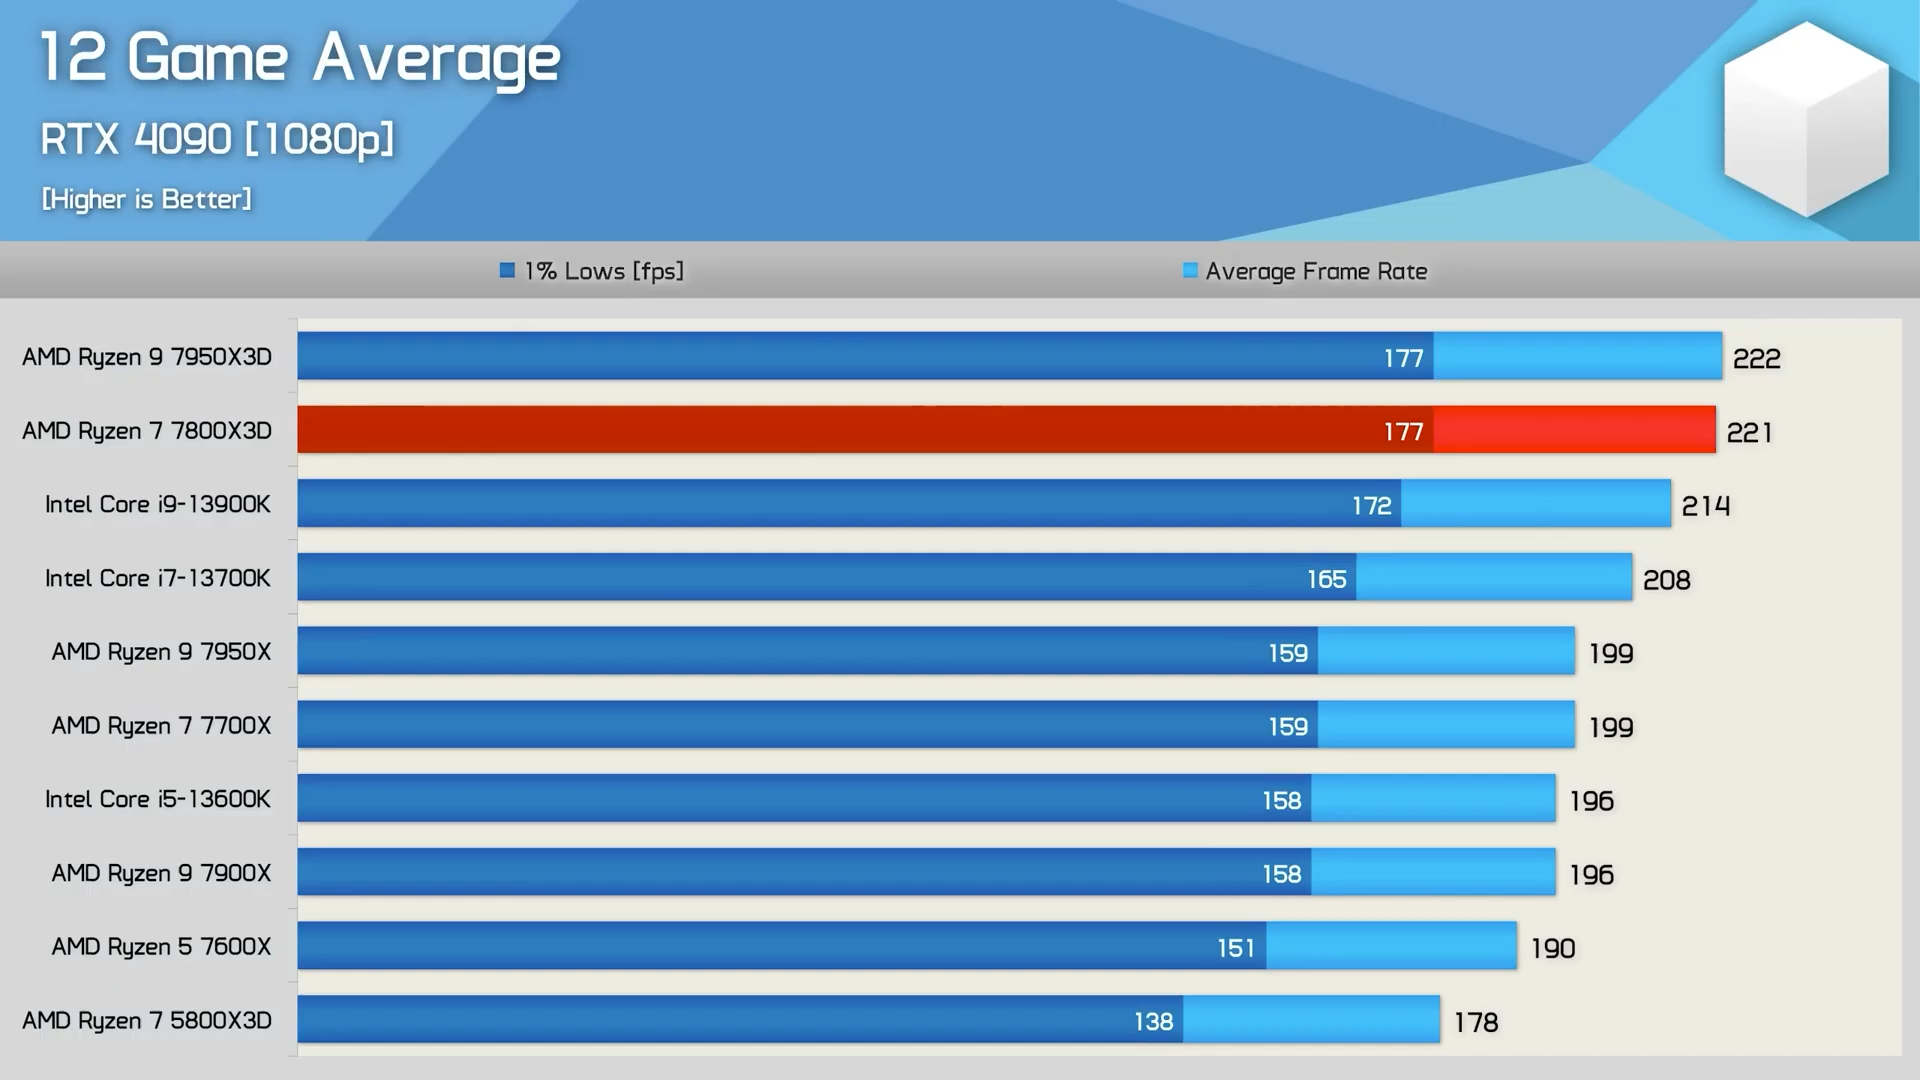 12 Game Average
RTX 4090 [1080p]
[Higher is Better]
1% Lows [fps] Average Frame Rate
AMD Ryzen 9 7950X3D 177 222
AMD Ryzen 7 7800X3D 177 221
Intel Core i9-13900K 172 214
Intel Core i7-13700K 165 208
AMD Ryzen 9 7950X 159 199
AMD Ryzen 7 7700X 159 199
Intel Core i5-13600K 158 196
AMD Ryzen 9 7900X 158 196
AMD Ryzen 5 7600X 151 190
AMD Ryzen 7 5800X3D 138 178